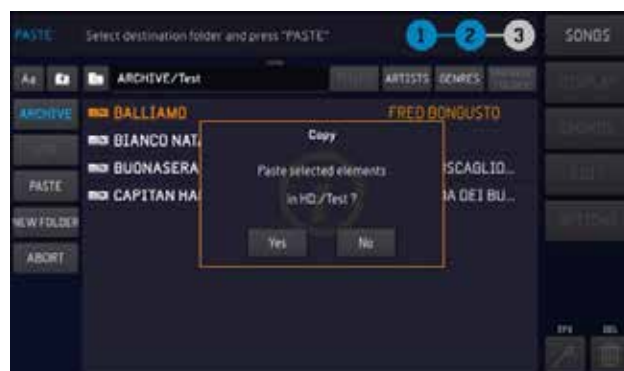 PASTE Select destination folder and press "PASTE" 1 2 3 SONGS
Aa ARCHIVE/Test ARTISTS GENRES
ARCHIVE BALLIAMO FRED BONGUSTO
BIANCO NAT
BUONASERA SCAGLIO...
CAPITAN HA A DEI BU...
PASTE
NEW FOLDER
ABORT
Copy
Paste selected elements
in HD/Test ?
Yes No
DEL